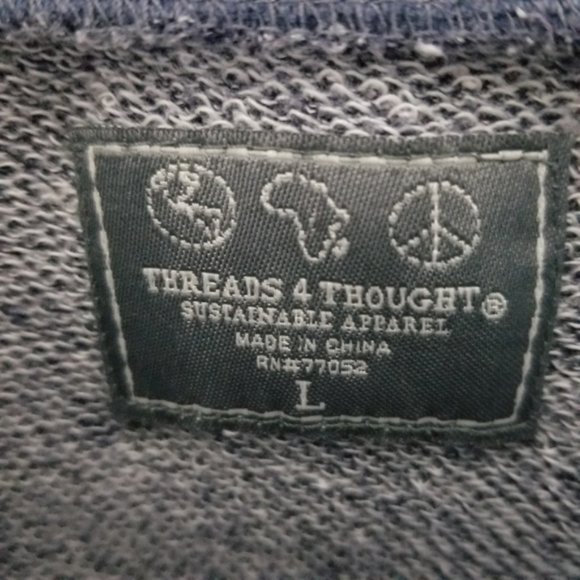 THREADS 4 THOUGHT®
SUSTAINABLE APPAREL
MADE IN CHINA
RN#77052
L